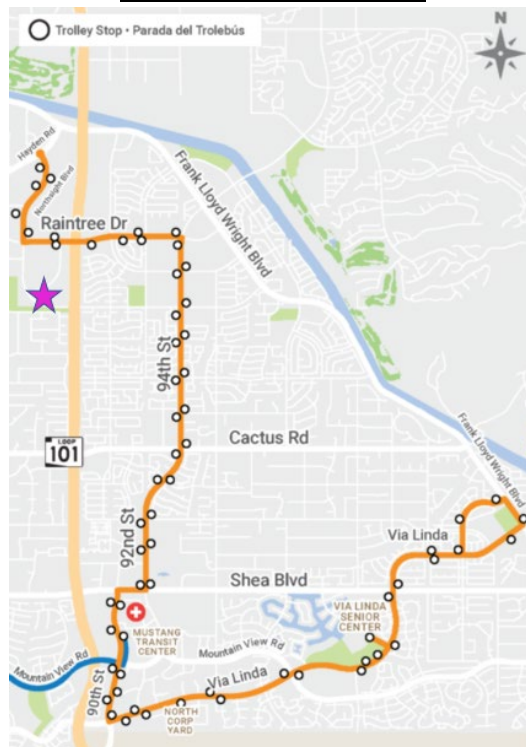 Trolley Stop • Parada del Trolebús
N
Hayden Rd
Northsight Blvd
Raintree Dr
Frank Lloyd Wright Blvd
94th St
LOOP
101
Cactus Rd
Frank Lloyd Wright Blvd
92nd St
Via Linda
Shea Blvd
VIA LINDA
SENIOR
CENTER
MUSTANG
TRANSIT
CENTER
Mountain View Rd
Mountain View Rd
90th St
Via Linda
NORTH
CORP
YARD